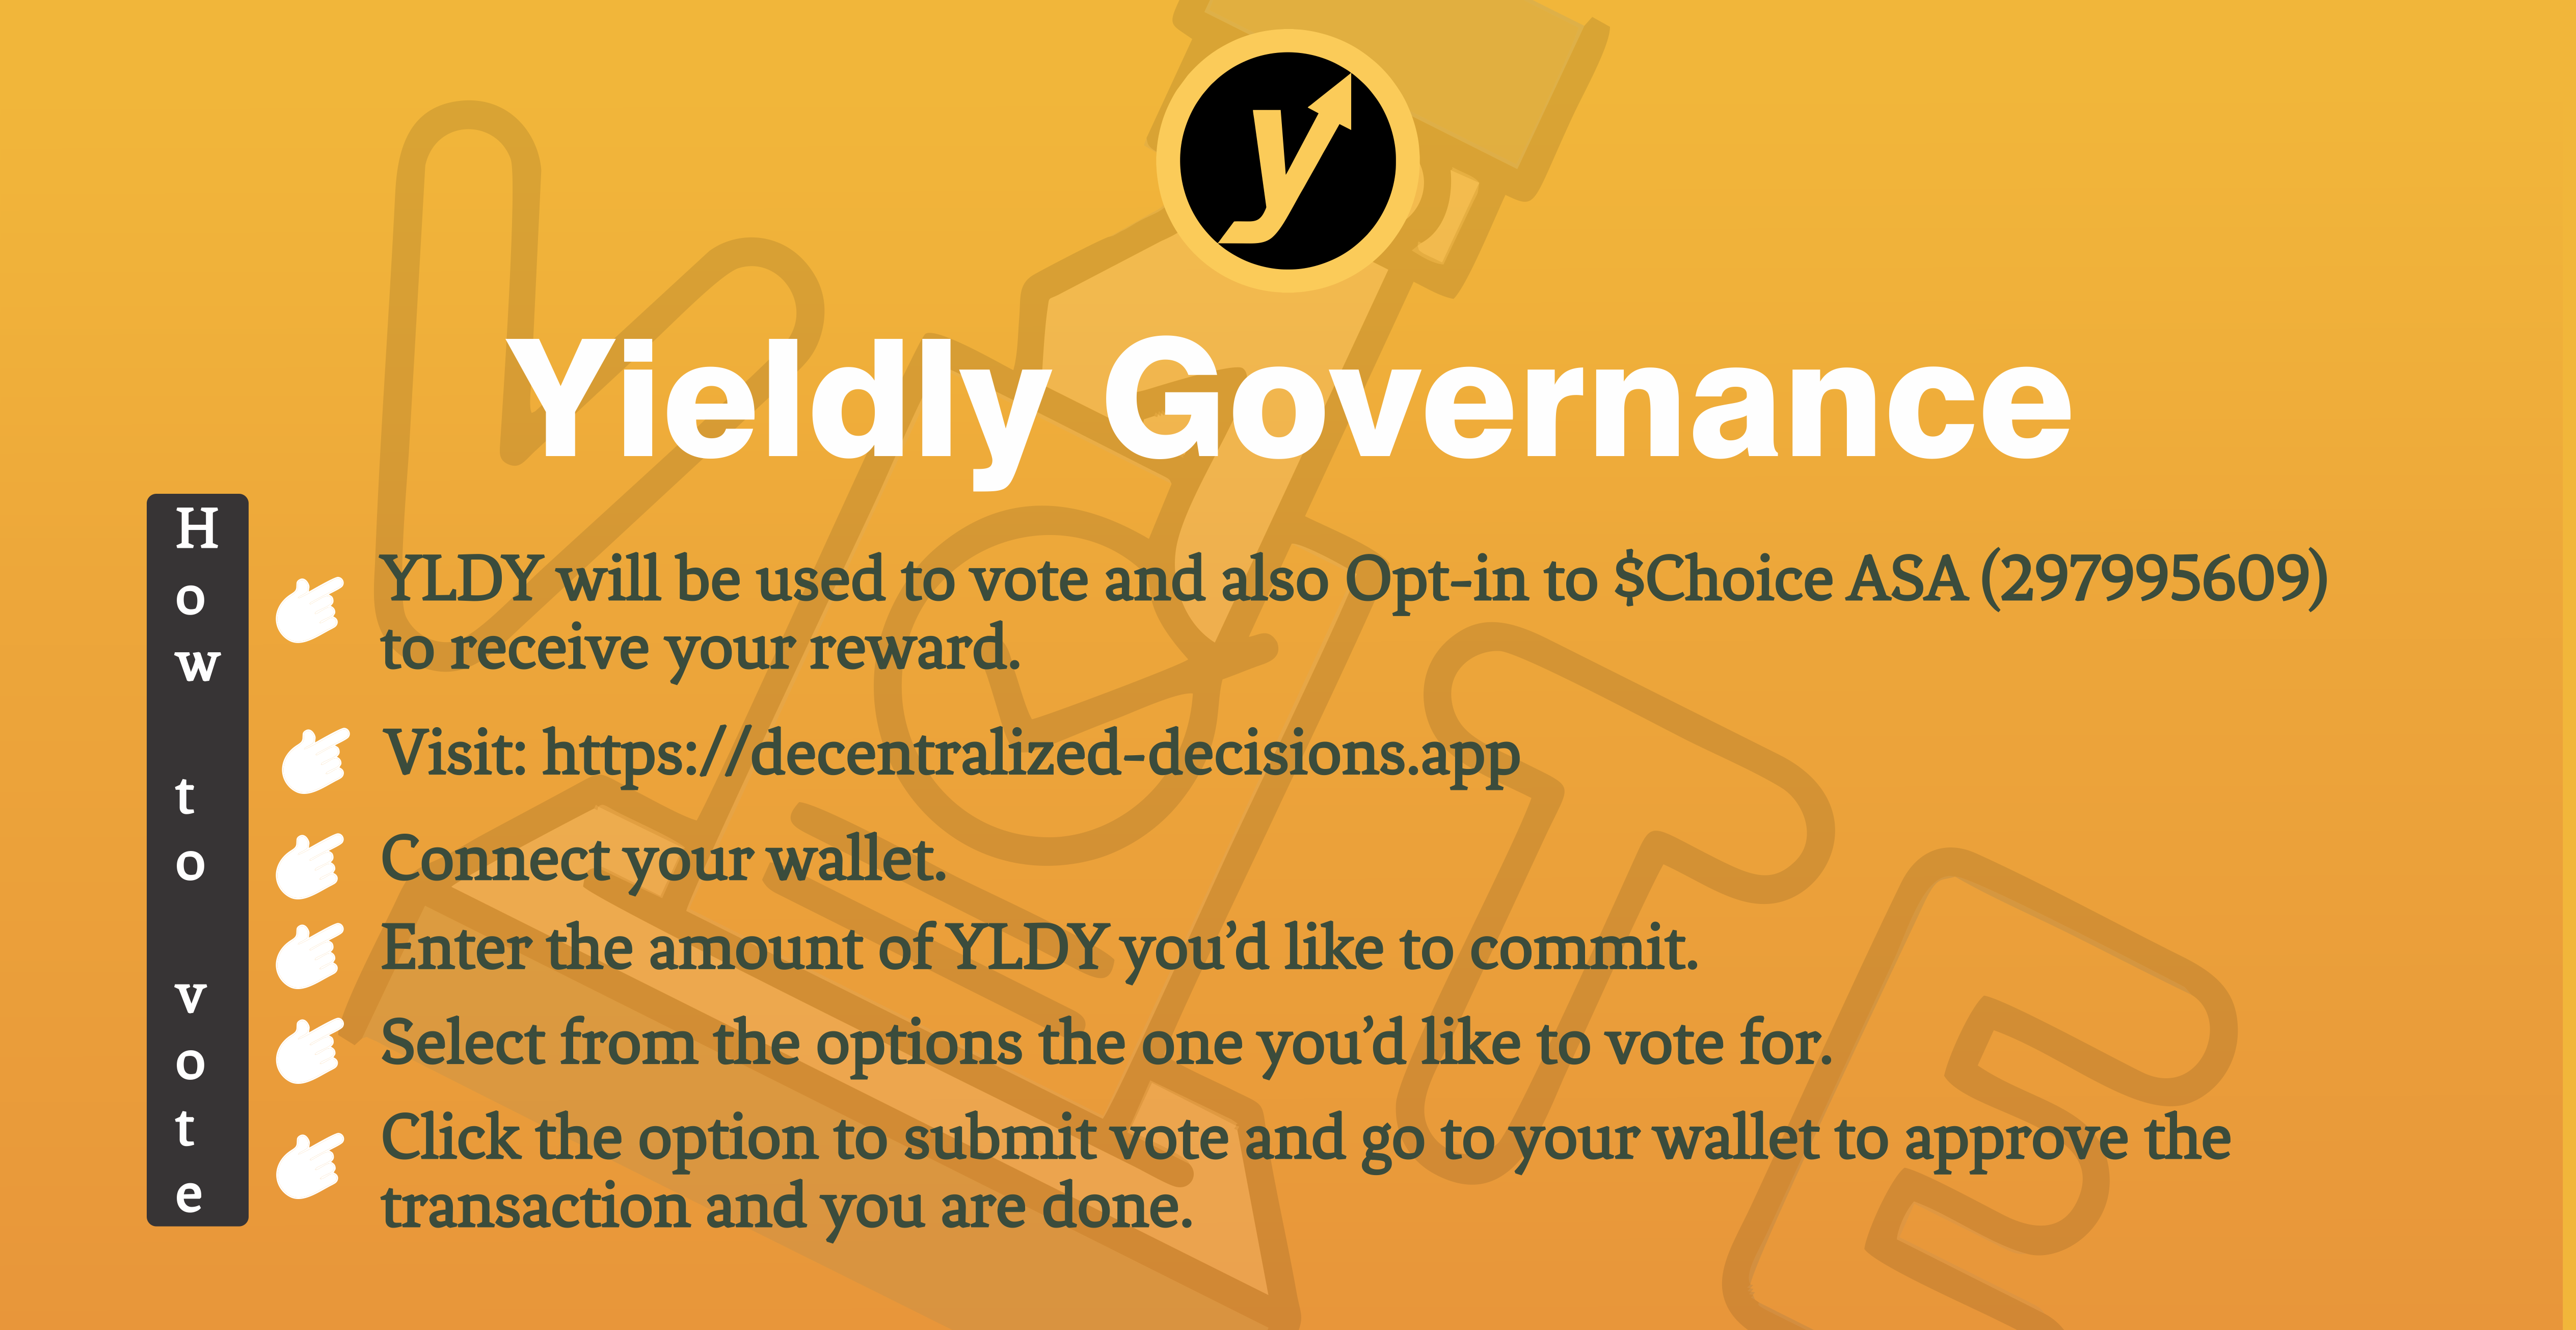 y
Yieldly Governance
How to vote
YLDY will be used to vote and also Opt-in to $Choice ASA (297995609)
to receive your reward.
Visit: https://decentralized-decisions.app
Connect your wallet.
Enter the amount of YLDY you’d like to commit.
Select from the options the one you’d like to vote for.
Click the option to submit vote and go to your wallet to approve the
transaction and you are done.
VOTE